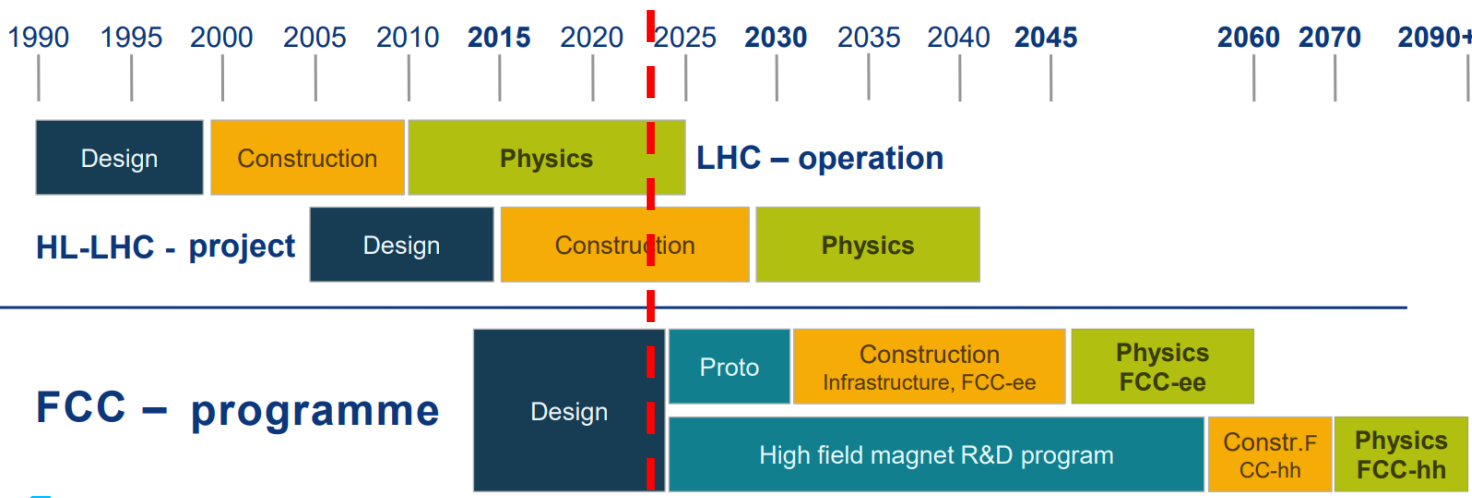 1990 1995 2000 2005 2010 2015 2020 2025 2030 2035 2040 2045 2060 2070 2090+
Design Construction Physics LHC – operation
HL-LHC - project Design Construction Physics
FCC – programme
Design
Proto
Construction
Infrastructure, FCC-ee
Physics
FCC-ee
High field magnet R&D program
Constr.F
CC-hh
Physics
FCC-hh